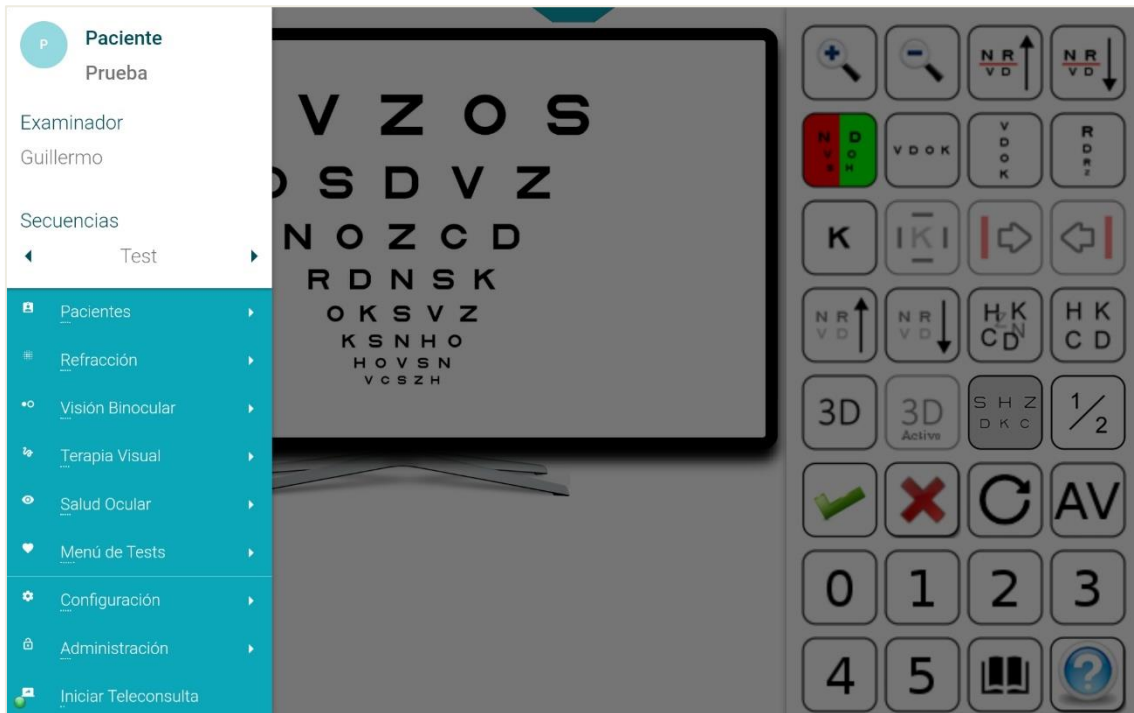 P
Paciente
Prueba
Examinador
Guillermo
Secuencias
Test
Pacientes
Refracción
Visión Binocular
Terapia Visual
Salud Ocular
Menú de Tests
Configuración
Administración
Iniciar Teleconsulta
V Z O S
S D V Z
N O Z C D
R D N S K
O K S V Z
K S N H O
H O V S N
V C S Z H
N R
V D
N R
V D
N D
V O
H
V D O K
V
D
O
K
R
D
R
Z
K
K
N R
V D
N R
V D
H K
Z N
C D
H K
C D
3D
3D
Active
S H Z
D K C
1/2
AV
0
1
2
3
4
5
?